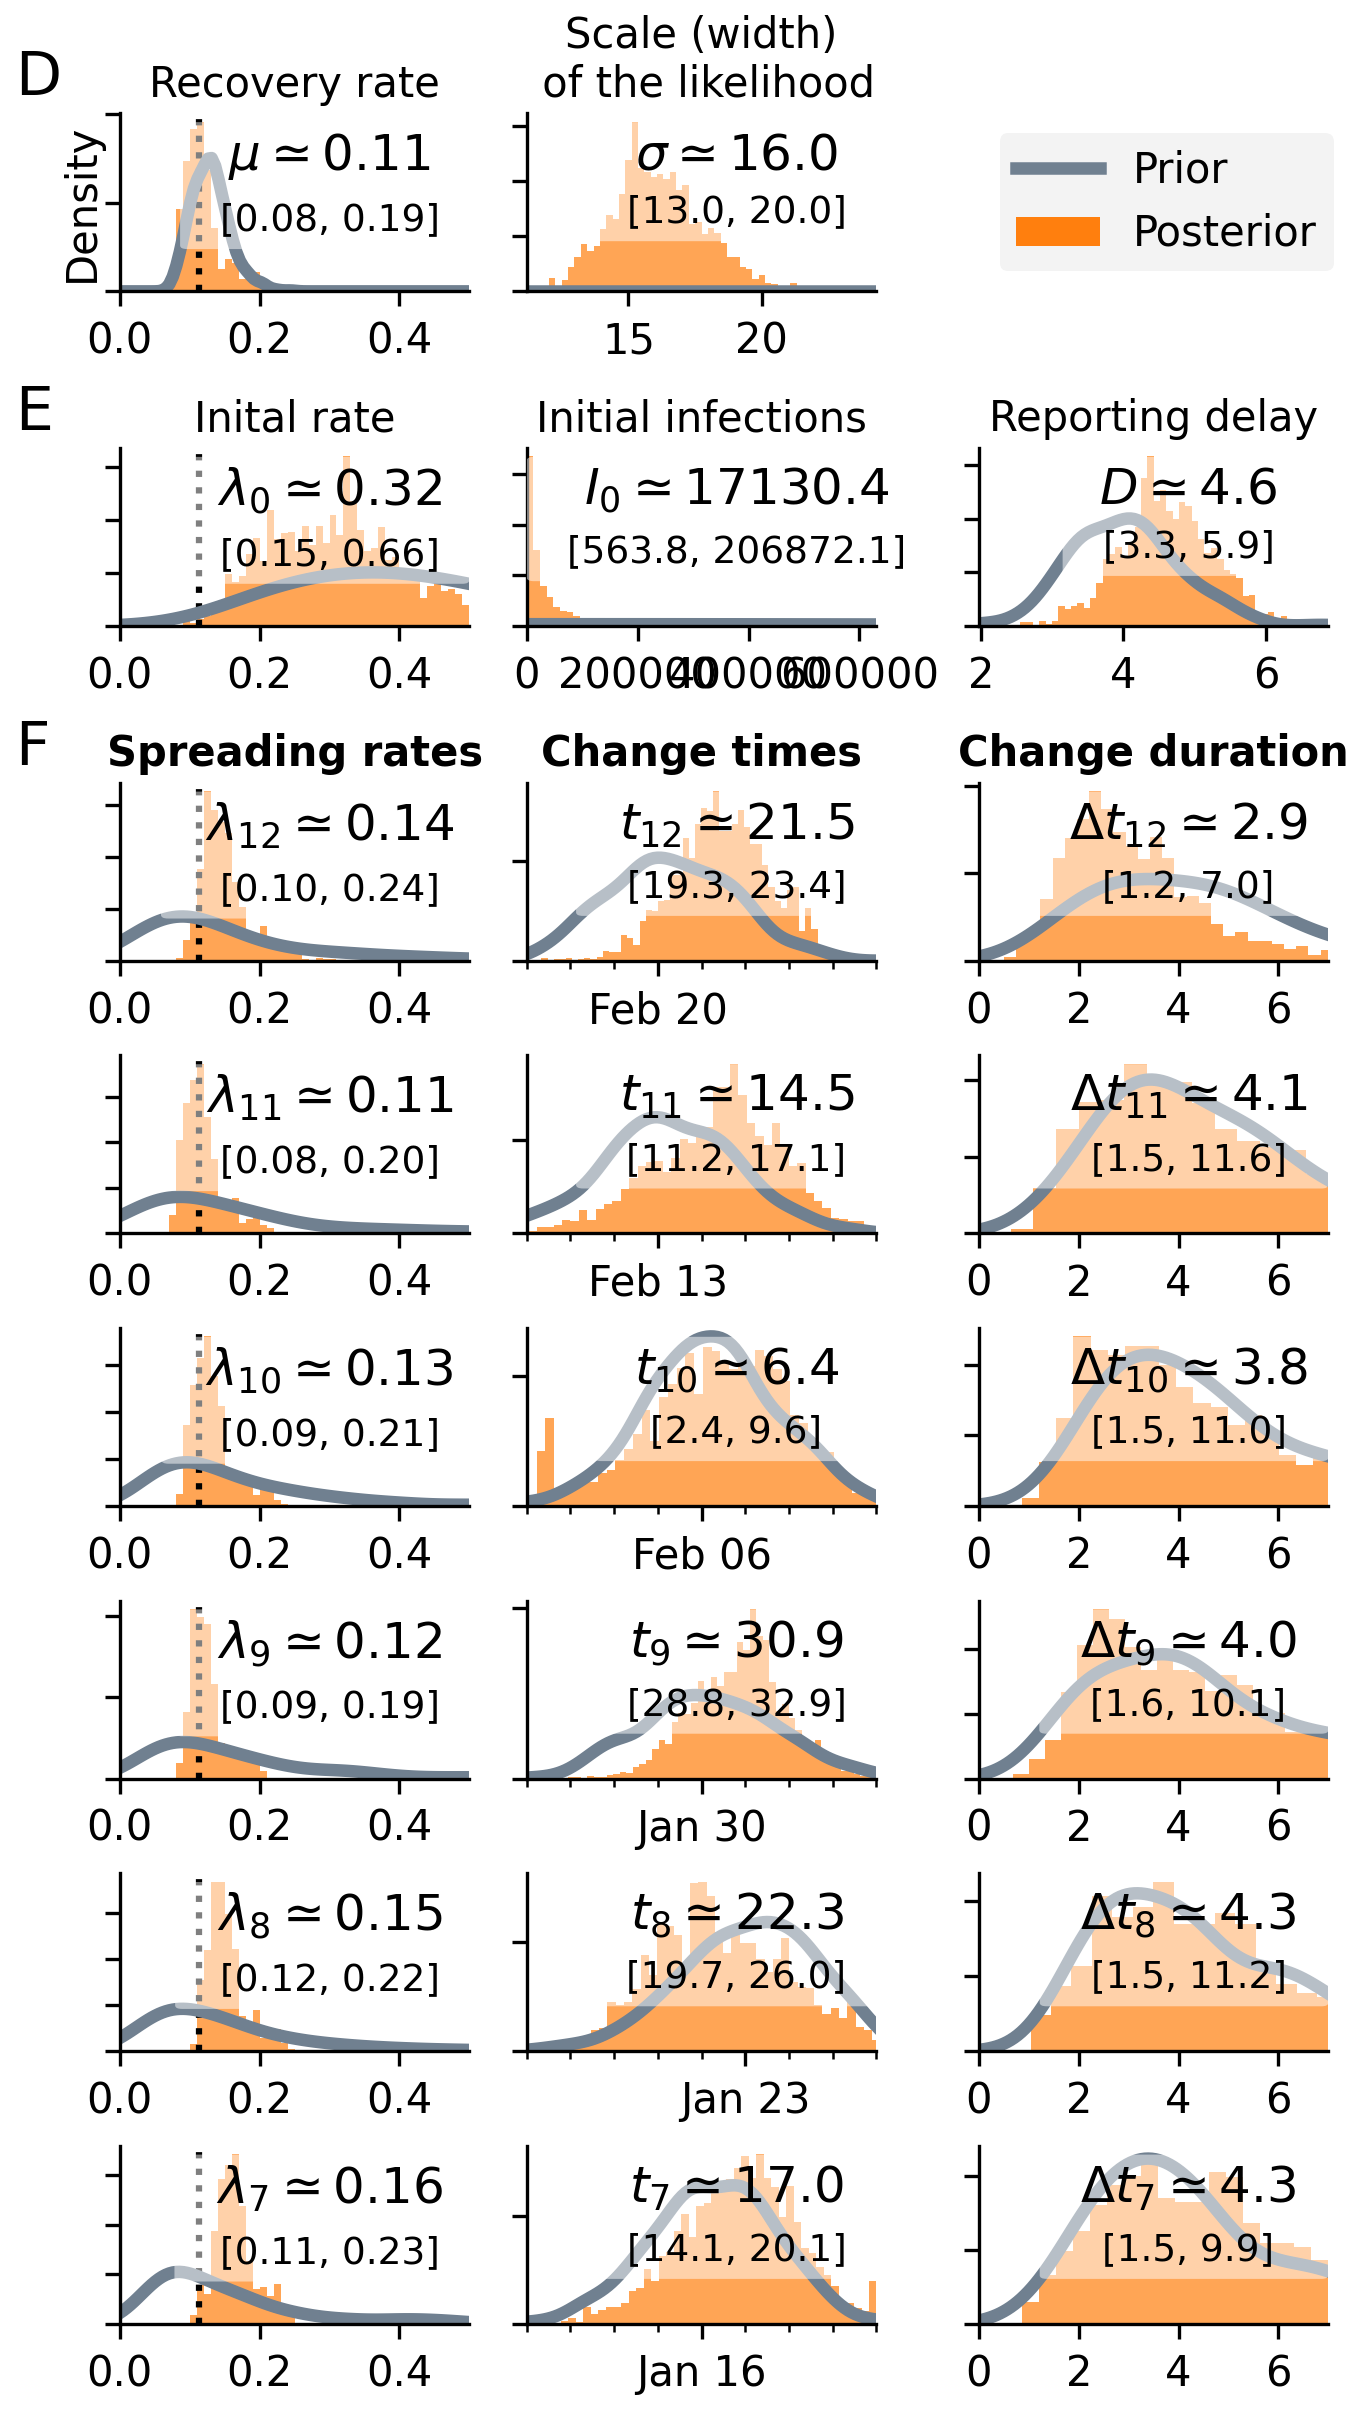 D
Recovery rate
Scale (width)
of the likelihood
Density
μ ≃ 0.11
[0.08, 0.19]
0.0 0.2 0.4
σ ≃ 16.0
[13.0, 20.0]
15 20
Prior
Posterior
E
Inital rate
λ0 ≃ 0.32
[0.15, 0.66]
0.0 0.2 0.4
Initial infections
I0 ≃ 17130.4
[563.8, 206872.1]
0 200000 400000 600000
Reporting delay
D ≃ 4.6
[3.3, 5.9]
2 4 6
F
Spreading rates
Change times
Change duration
λ12 ≃ 0.14
[0.10, 0.24]
0.0 0.2 0.4
t12 ≃ 21.5
[19.3, 23.4]
Feb 20
Δt12 ≃ 2.9
[1.2, 7.0]
0 2 4 6
λ11 ≃ 0.11
[0.08, 0.20]
0.0 0.2 0.4
t11 ≃ 14.5
[11.2, 17.1]
Feb 13
Δt11 ≃ 4.1
[1.5, 11.6]
0 2 4 6
λ10 ≃ 0.13
[0.09, 0.21]
0.0 0.2 0.4
t10 ≃ 6.4
[2.4, 9.6]
Feb 06
Δt10 ≃ 3.8
[1.5, 11.0]
0 2 4 6
λ9 ≃ 0.12
[0.09, 0.19]
0.0 0.2 0.4
t9 ≃ 30.9
[28.8, 32.9]
Jan 30
Δt9 ≃ 4.0
[1.6, 10.1]
0 2 4 6
λ8 ≃ 0.15
[0.12, 0.22]
0.0 0.2 0.4
t8 ≃ 22.3
[19.7, 26.0]
Jan 23
Δt8 ≃ 4.3
[1.5, 11.2]
0 2 4 6
λ7 ≃ 0.16
[0.11, 0.23]
0.0 0.2 0.4
t7 ≃ 17.0
[14.1, 20.1]
Jan 16
Δt7 ≃ 4.3
[1.5, 9.9]
0 2 4 6